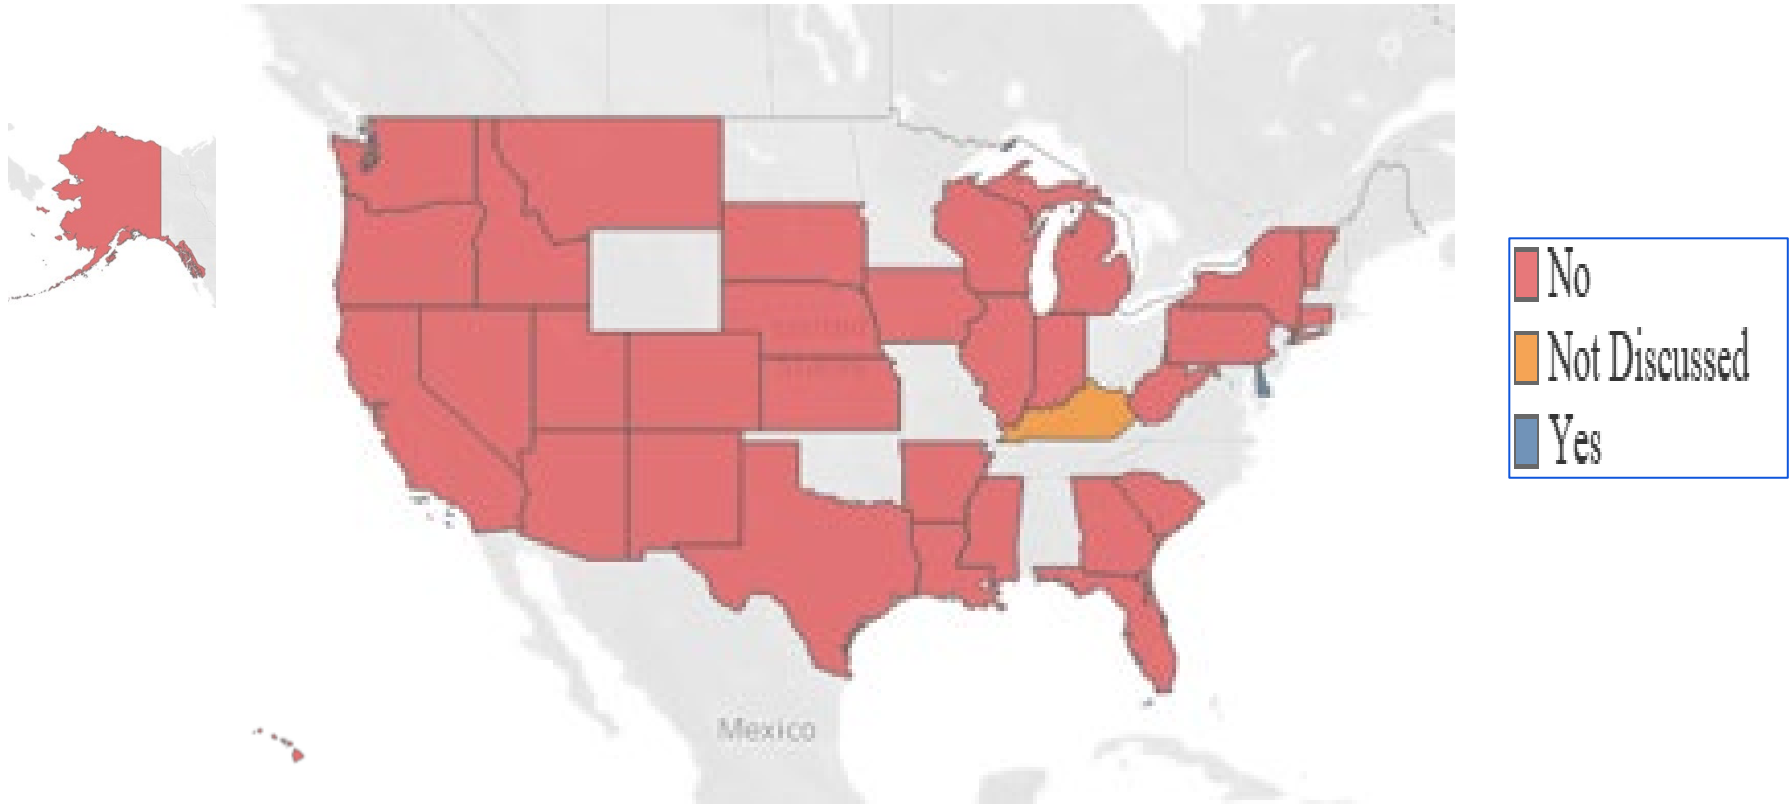 No
Not Discussed
Yes
Mexico